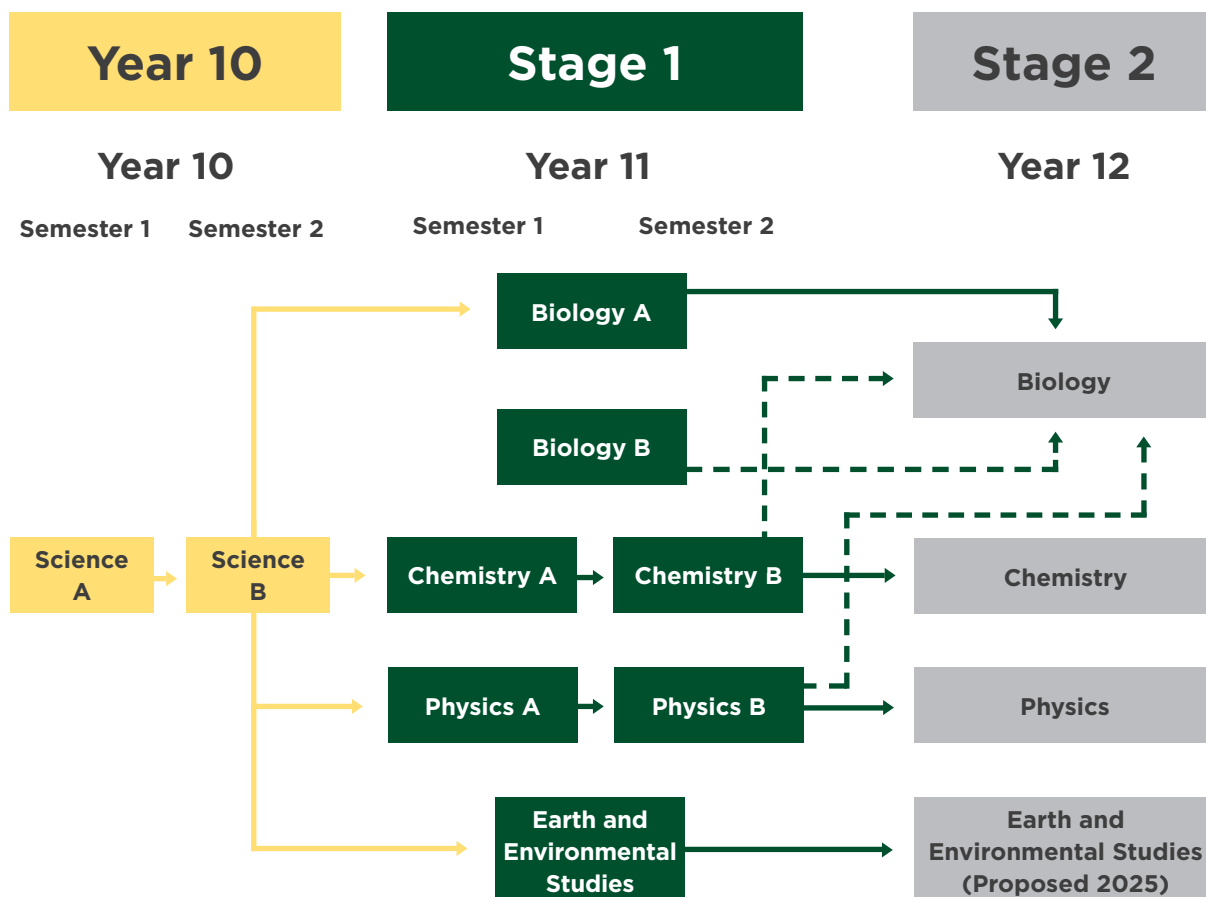 Year 10
Stage 1
Stage 2
Year 10
Year 11
Year 12
Semester 1
Semester 2
Semester 1
Semester 2
Biology A
Biology
Biology B
Science
A
Science
B
Chemistry A
Chemistry B
Chemistry
Physics A
Physics B
Physics
Earth and
Environmental
Studies
Earth and
Environmental Studies
(Proposed 2025)